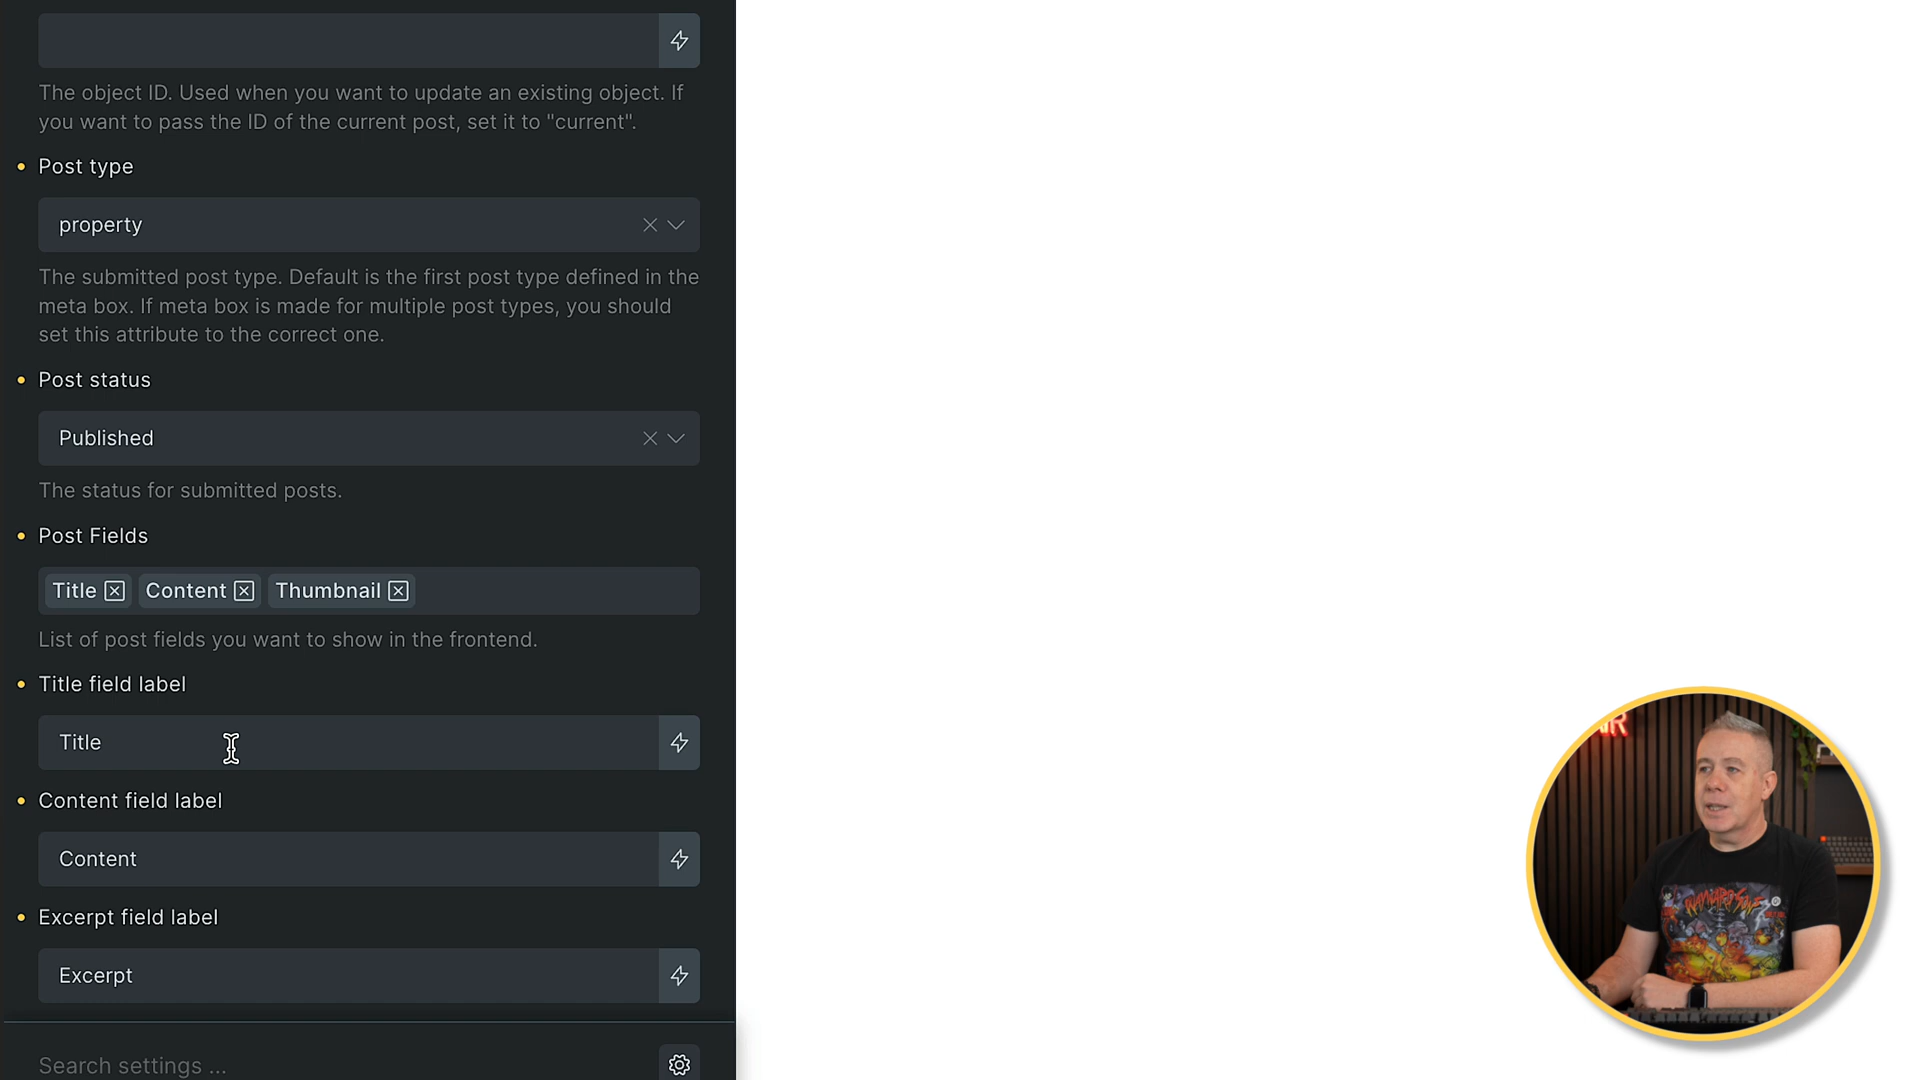 The object ID. Used when you want to update an existing object. If
you want to pass the ID of the current post, set it to "current".
Post type
property
The submitted post type. Default is the first post type defined in the
meta box. If meta box is made for multiple post types, you should
set this attribute to the correct one.
Post status
Published
The status for submitted posts.
Post Fields
Title Content Thumbnail
List of post fields you want to show in the frontend.
Title field label
Title
Content field label
Content
Excerpt field label
Excerpt
Search settings ...